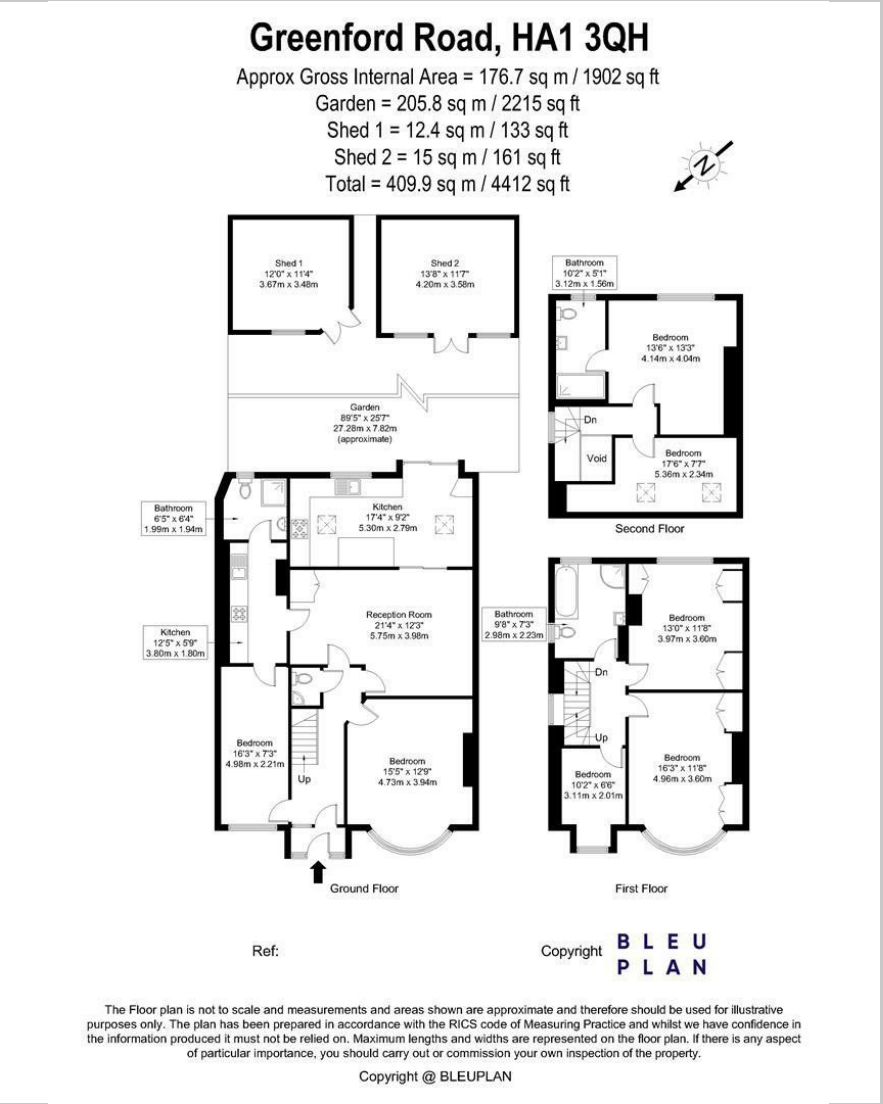 Greenford Road, HA1 3QH
Approx Gross Internal Area = 176.7 sq m / 1902 sq ft
Garden = 205.8 sq m / 2215 sq ft
Shed 1 = 12.4 sq m / 133 sq ft
Shed 2 = 15 sq m / 161 sq ft
Total = 409.9 sq m / 4412 sq ft
N
Shed 1
12'0" x 11'4"
3.67m x 3.48m
Shed 2
13'8" x 11'7"
4.20m x 3.58m
Garden
89'5" x 25'7"
27.28m x 7.82m
(approximate)
Bathroom
6'5" x 6'4"
1.99m x 1.94m
Kitchen
17'4" x 9'2"
5.30m x 2.79m
Kitchen
12'5" x 5'9"
3.80m x 1.80m
Reception Room
21'4" x 12'3"
5.75m x 3.98m
Bedroom
16'3" x 7'3"
4.98m x 2.21m
Up
Bedroom
15'5" x 12'9"
4.73m x 3.94m
Ground Floor
Bathroom
10'2" x 5'1"
3.12m x 1.56m
Bedroom
13'6" x 13'3"
4.14m x 4.04m
Dn
Void
Bedroom
17'6" x 7'7"
5.36m x 2.34m
Second Floor
Bathroom
9'8" x 7'3"
2.98m x 2.23m
Bedroom
13'0" x 11'8"
3.97m x 3.60m
Dn
Up
Bedroom
10'2" x 6'6"
3.11m x 2.01m
Bedroom
16'3" x 11'8"
4.96m x 3.60m
First Floor
Ref:
Copyright
BLEU
PLAN
The Floor plan is not to scale and measurements and areas shown are approximate and therefore should be used for illustrative
purposes only. The plan has been prepared in accordance with the RICS code of Measuring Practice and whilst we have confidence in
the information produced it must not be relied on. Maximum lengths and widths are represented on the floor plan. If there is any aspect
of particular importance, you should carry out or commission your own inspection of the property.
Copyright @ BLEUPLAN